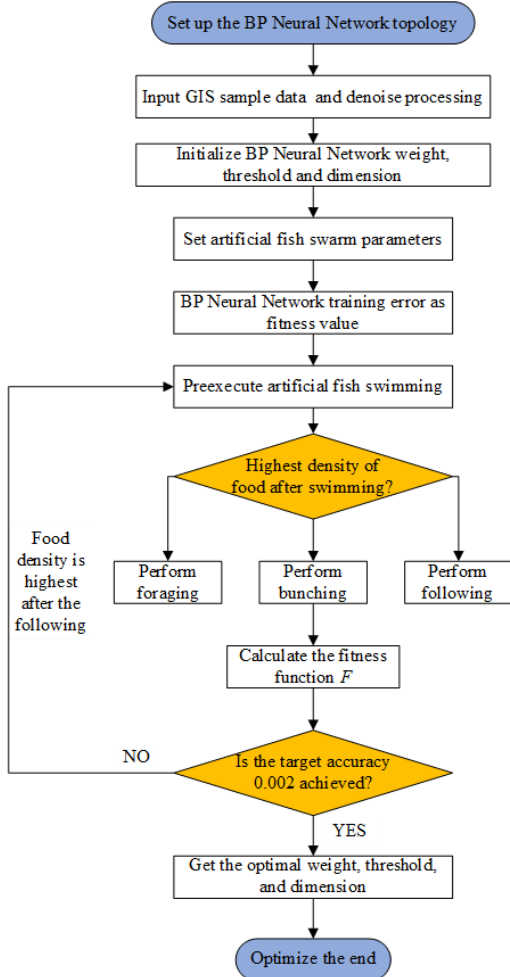 Set up the BP Neural Network topology
Input GIS sample data and denoise processing
Initialize BP Neural Network weight,
threshold and dimension
Set artificial fish swarm parameters
BP Neural Network training error as
fitness value
Preexecute artificial fish swimming
Highest density of
food after swimming?
Food
density is
highest
after the
following
Perform
foraging
Perform
bunching
Perform
following
Calculate the fitness
function F
NO
Is the target accuracy
0.002 achieved?
YES
Get the optimal weight, threshold,
and dimension
Optimize the end